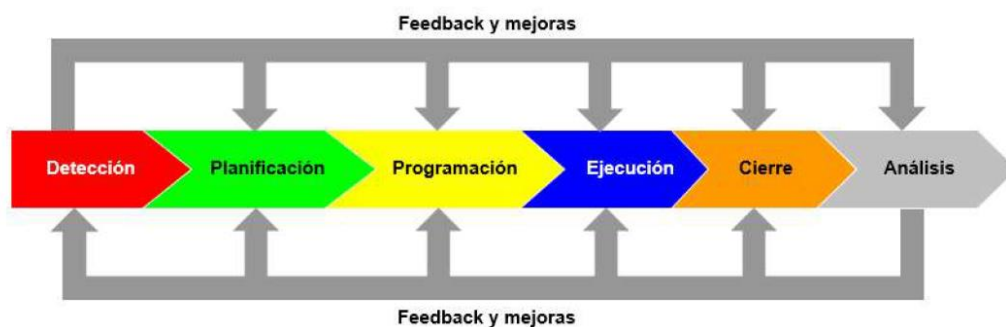 Feedback y mejoras
Detección
Planificación
Programación
Ejecución
Cierre
Análisis
Feedback y mejoras